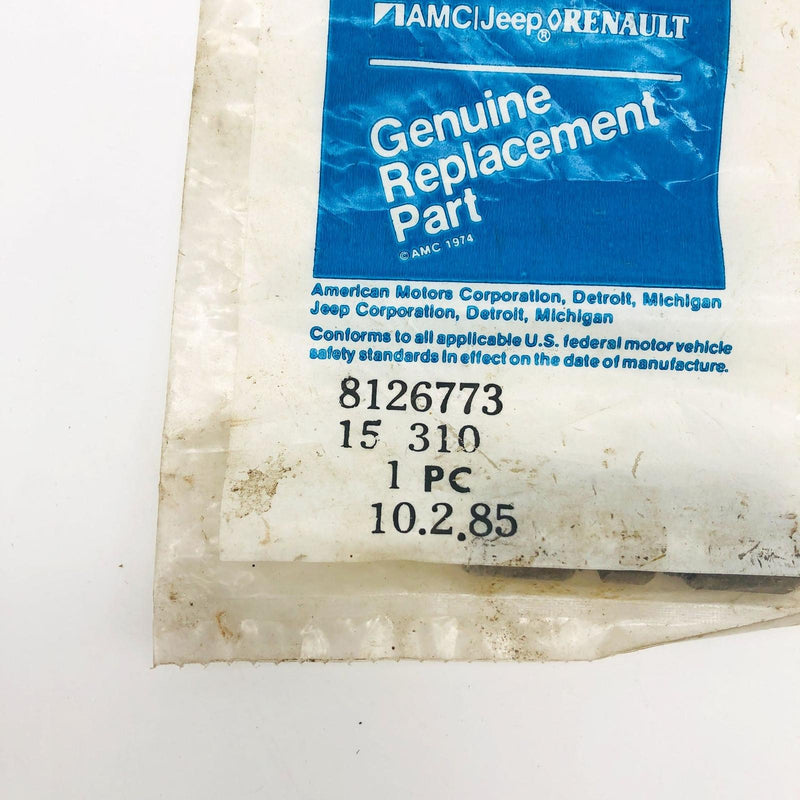 AMC|Jeep® ◊RENAULT
Genuine
Replacement
Part
© AMC 1974
American Motors Corporation, Detroit, Michigan
Jeep Corporation, Detroit, Michigan
Conforms to all applicable U.S. federal motor vehicle
safety standards in effect on the date of manufacture.
8126773
15 310
1 PC
10.2.85